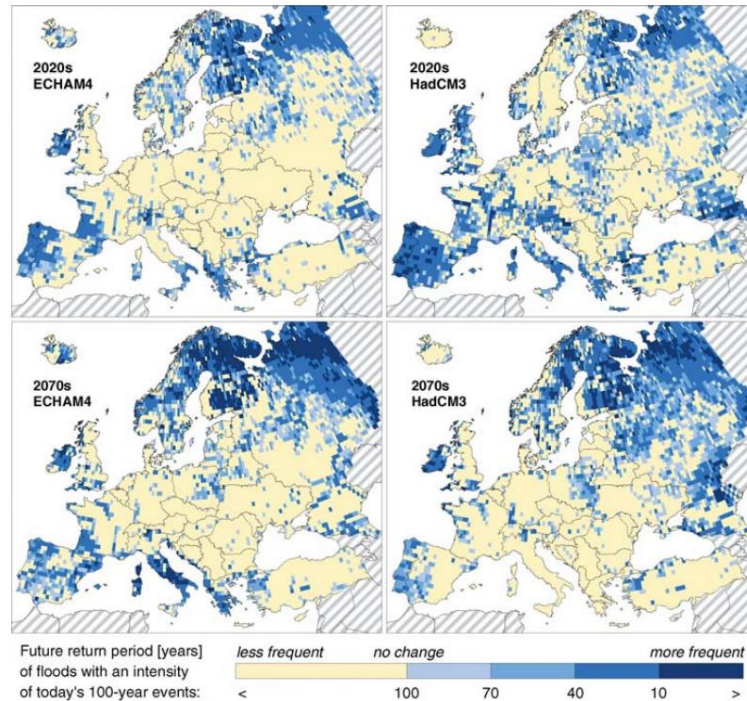 2020s
ECHAM4
2020s
HadCM3
2070s
ECHAM4
2070s
HadCM3
Future return period [years]
of floods with an intensity
of today's 100-year events:
less frequent no change more frequent
< 100 70 40 10 >